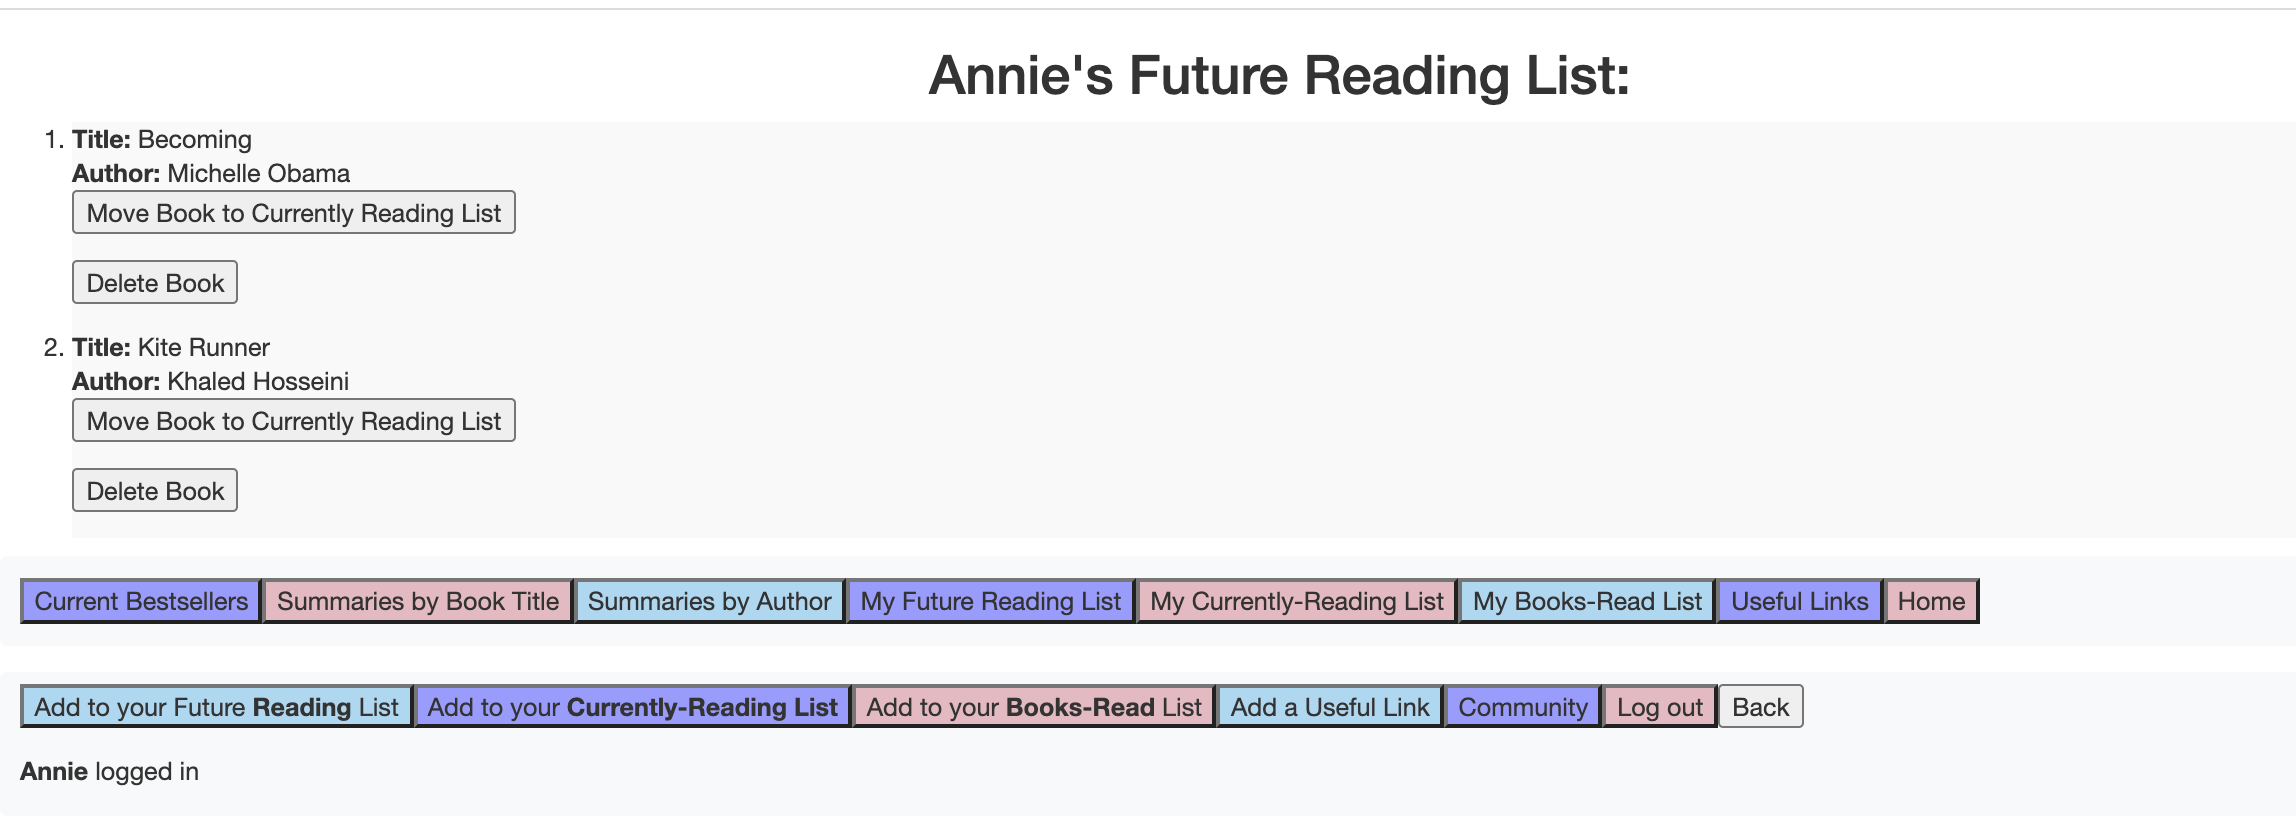 Annie's Future Reading List:
1. Title: Becoming
Author: Michelle Obama
Move Book to Currently Reading List
Delete Book
2. Title: Kite Runner
Author: Khaled Hosseini
Move Book to Currently Reading List
Delete Book
Current Bestsellers Summaries by Book Title Summaries by Author My Future Reading List My Currently-Reading List My Books-Read List Useful Links Home
Add to your Future Reading List Add to your Currently-Reading List Add to your Books-Read List Add a Useful Link Community Log out Back
Annie logged in